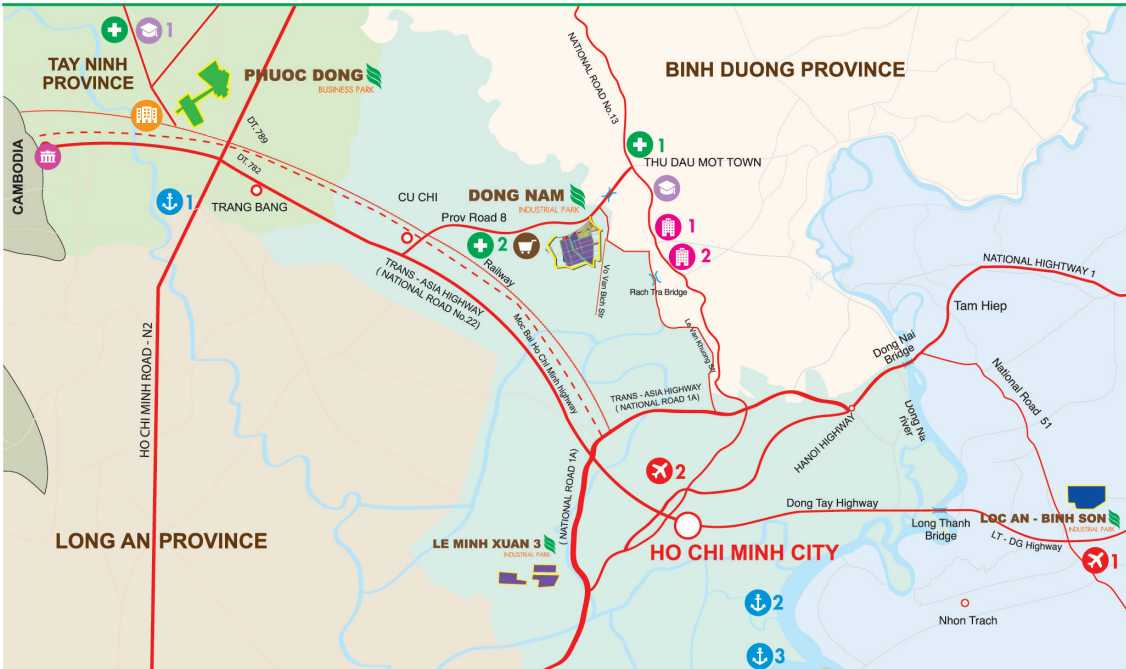 1
TAY NINH
PROVINCE
PHUOC DONG
BUSINESS PARK
NATIONAL ROAD No.13
BINH DUONG PROVINCE
DT. 789
CAMBODIA
DT. 782
1
THU DAU MOT TOWN
1
TRANG BANG
CU CHI
DONG NAM
INDUSTRIAL PARK
Prov Road 8
2
1
2
Railway
TRANS - ASIA HIGHWAY
( NATIONAL ROAD No.22)
Vo Van Bich Str
Rach Tra Bridge
NATIONAL HIGHTWAY 1
Tam Hiep
HO CHI MINH ROAD - N2
Moc Bai Ho Chi Minh highway
Le Van Khuong Str
Dong Nai
Bridge
TRANS - ASIA HIGHWAY
( NATIONAL ROAD 1A)
National Road 51
Dong Na
river
HANOI HIGHWAY
2
( NATIONAL ROAD 1A)
Dong Tay Highway
Long Thanh
Bridge
LOC AN - BINH SON
INDUSTRIAL PARK
LT - DG Highway
LONG AN PROVINCE
LE MINH XUAN 3
INDUSTRIAL PARK
HO CHI MINH CITY
1
2
Nhon Trach
3